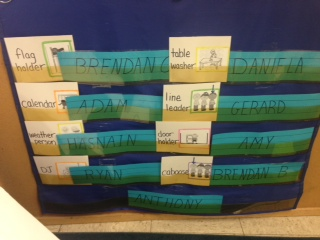 flag holder BRENDAN C
table washer DANIELA
calendar ADAM
line leader GERARD
weather person HASNAIN
door holder AMY
DJ RYAN
caboose BRENDAN B
ANTHONY